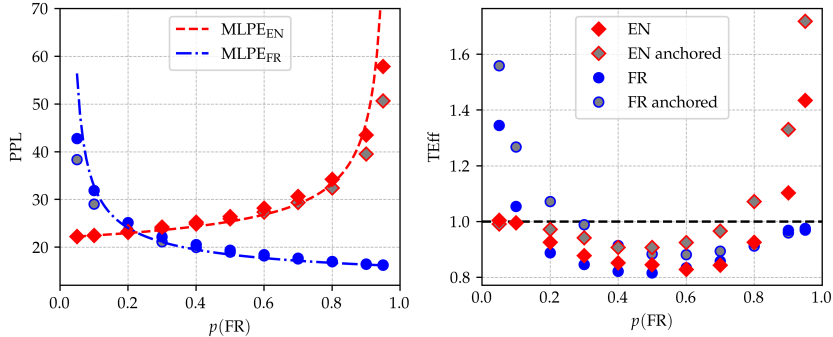 70
60
50
40
30
20
PPL
MLPE_EN
MLPE_FR
0.0 0.2 0.4 0.6 0.8 1.0
p(FR)
1.6
1.4
1.2
1.0
0.8
TEff
EN
EN anchored
FR
FR anchored
0.0 0.2 0.4 0.6 0.8 1.0
p(FR)